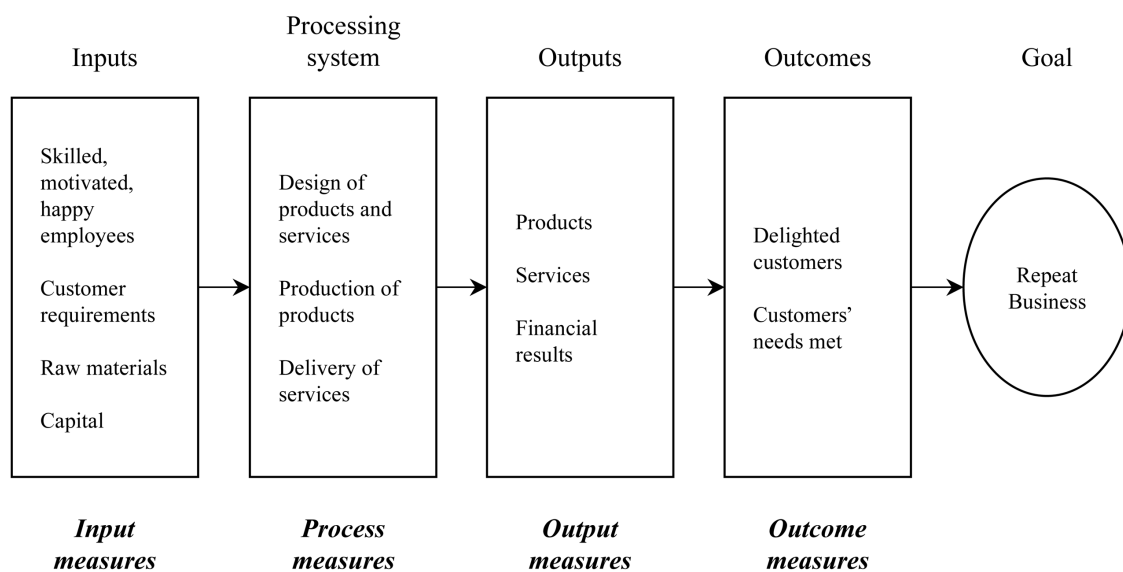 Inputs
Processing
system
Outputs
Outcomes
Goal
Skilled,
motivated,
happy
employees
Customer
requirements
Raw materials
Capital
Design of
products and
services
Production of
products
Delivery of
services
Products
Services
Financial
results
Delighted
customers
Customers’
needs met
Repeat
Business
Input
measures
Process
measures
Output
measures
Outcome
measures